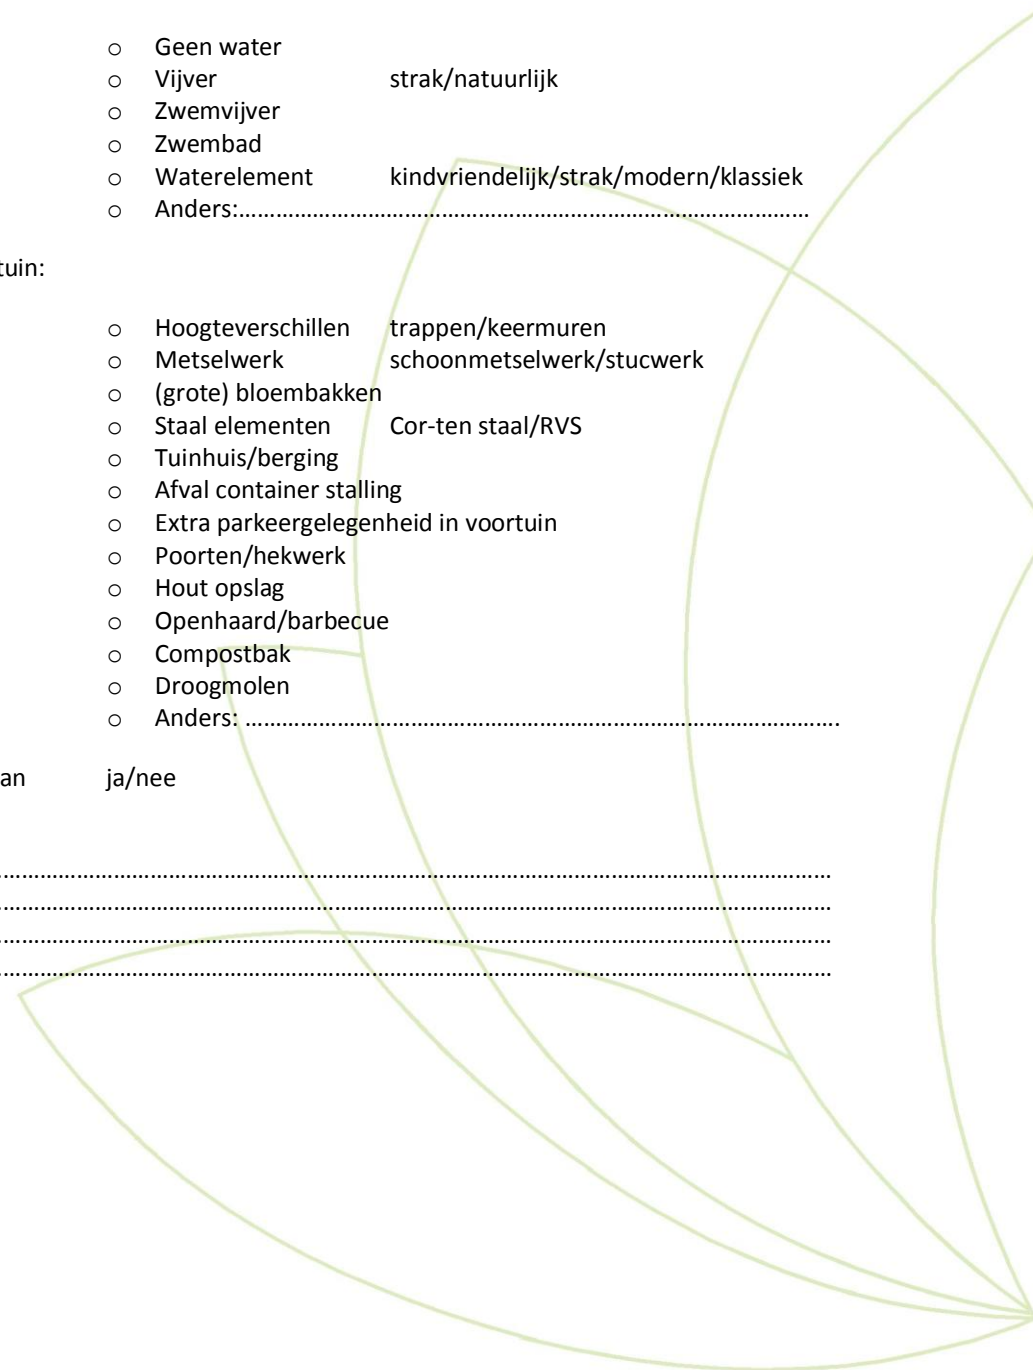 o Geen water
o Vijver strak/natuurlijk
o Zwemvijver
o Zwembad
o Waterelement kindvriendelijk/strak/modern/klassiek
o Anders:……………………………………………………………………………
tuin:
o Hoogteverschillen trappen/keermuren
o Metselwerk schoonmetselwerk/stucwerk
o (grote) bloembakken
o Staal elementen Cor-ten staal/RVS
o Tuinhuis/berging
o Afval container stalling
o Extra parkeergelegenheid in voortuin
o Poorten/hekwerk
o Hout opslag
o Openhaard/barbecue
o Compostbak
o Droogmolen
o Anders: ……………………………………………………………………………….
an ja/nee
………………………………………………………………………………………………………………
………………………………………………………………………………………………………………
………………………………………………………………………………………………………………
………………………………………………………………………………………………………………